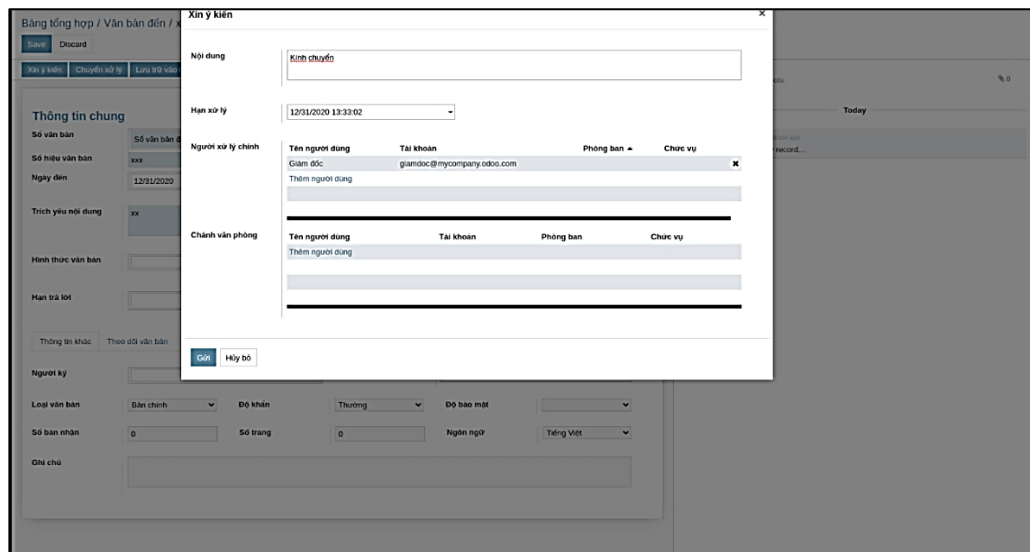 Bảng tổng hợp / Văn bản đến / x
Xin ý kiến
×
Save Discard
Xin ý kiến Chuyển xử lý Lưu trữ vào
Nội dung Kính chuyển
0
Hạn xử lý 12/31/2020 13:33:02
Today
Thông tin chung
Số văn bản Số văn bản đ
Người xử lý chính Tên người dùng Tài khoản Phòng ban Chức vụ
record...
Số hiệu văn bản xxx
Giám đốc giamdoc@mycompany.odoo.com
Ngày đến 12/31/2020
Thêm người dùng
Trích yếu nội dung xx
Chánh văn phòng Tên người dùng Tài khoản Phòng ban Chức vụ
Thêm người dùng
Hình thức văn bản
Hạn trả lời
Thông tin khác Theo dõi văn bản
Gửi Hủy bỏ
Người ký
Loại văn bản Bản chính Độ khẩn Thường Độ bảo mật
Số bản nhận 0 Số trang 0 Ngôn ngữ Tiếng Việt
Ghi chú